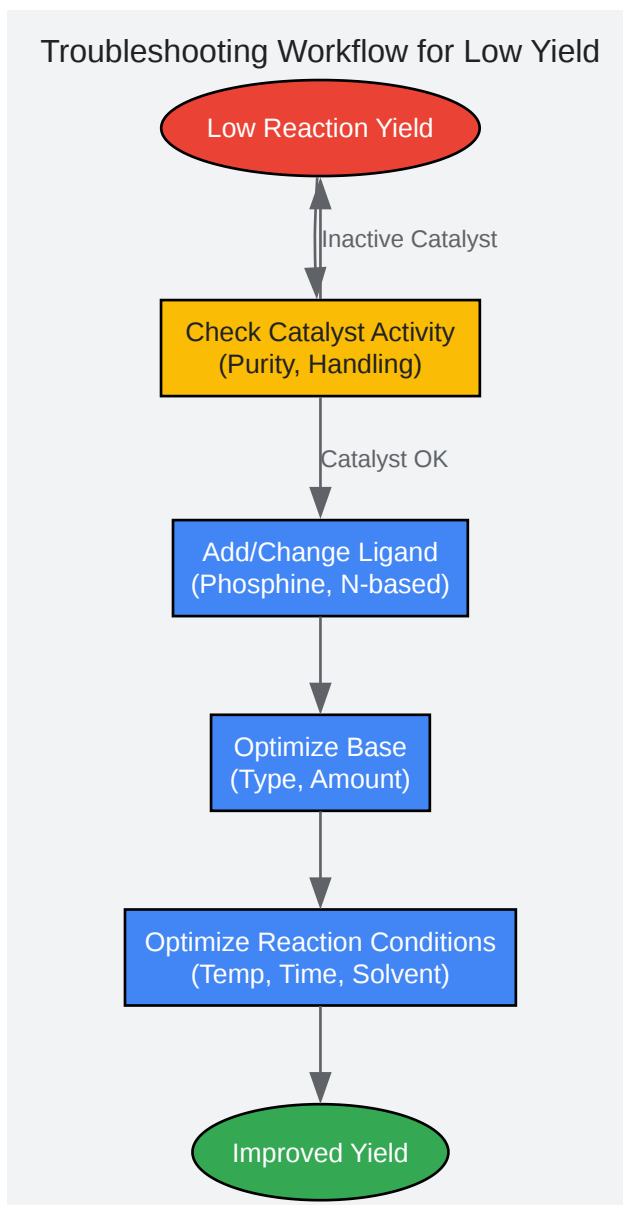 Troubleshooting Workflow for Low Yield
Low Reaction Yield
Inactive Catalyst
Check Catalyst Activity
(Purity, Handling)
Catalyst OK
Add/Change Ligand
(Phosphine, N-based)
Optimize Base
(Type, Amount)
Optimize Reaction Conditions
(Temp, Time, Solvent)
Improved Yield